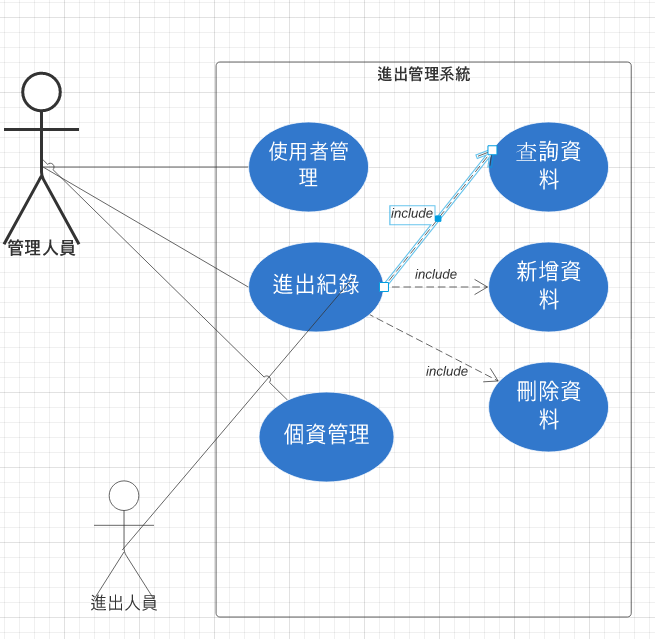 進出管理系統
使用者管
理
查詢資
料
include
管理人員
進出紀錄
include
新增資
料
include
刪除資
料
個資管理
進出人員